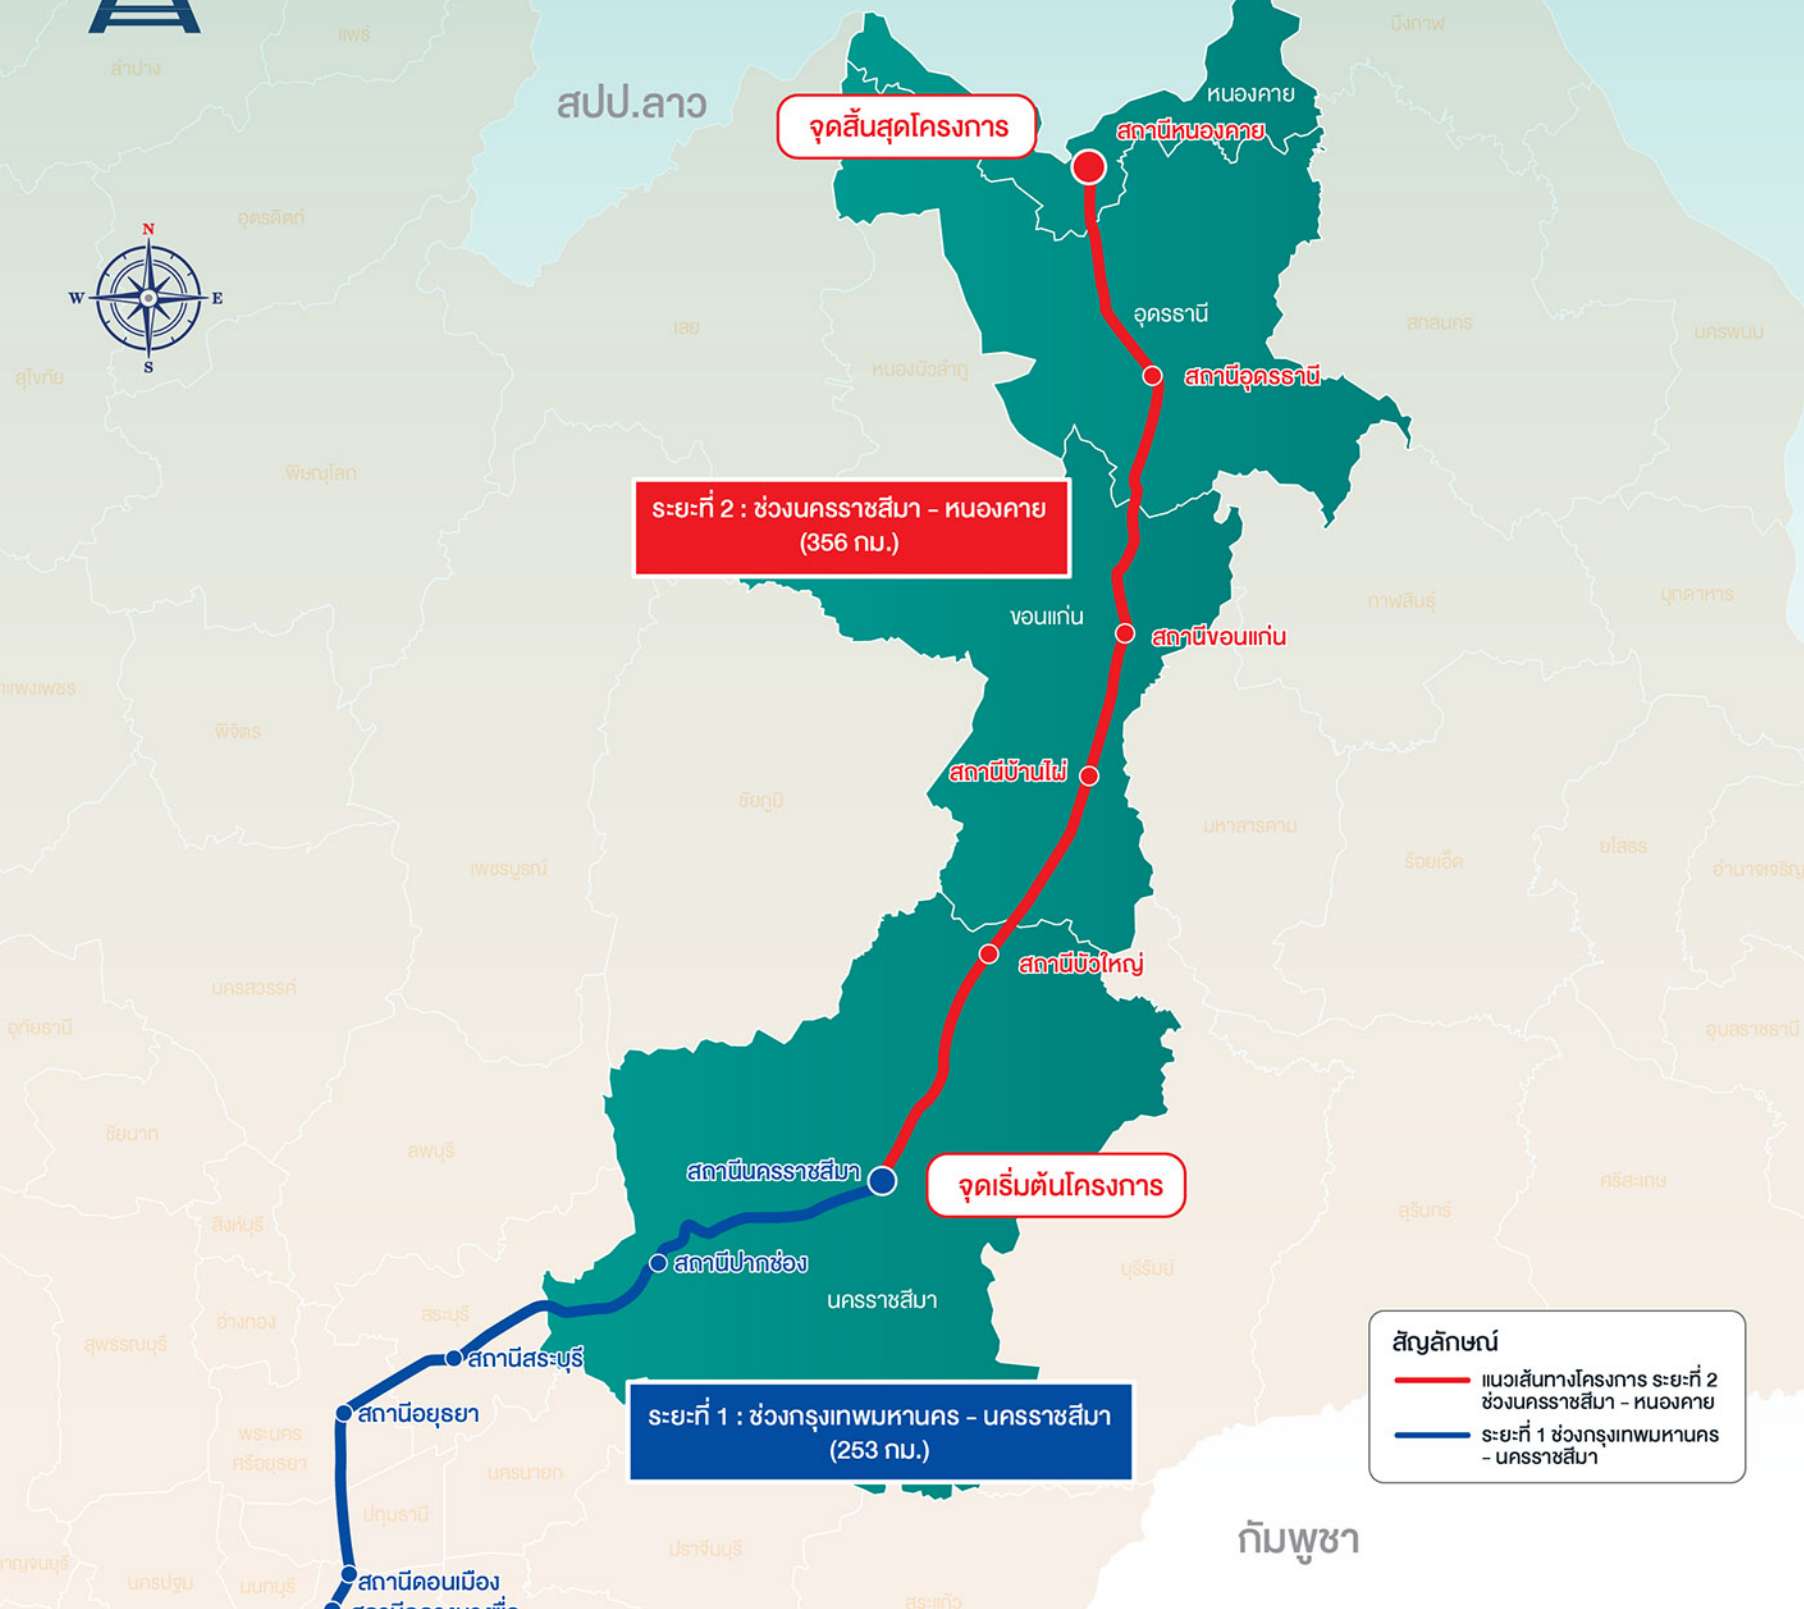 บึงกาฬ
แพร่
ลำปาง
สปป.ลาว
หนองคาย
จุดสิ้นสุดโครงการ
สถานีหนองคาย
อุตรดิตถ์
N
W
E
S
อุดรธานี
เลย
สกลนคร
นครพนม
หนองบัวลำภู
สุโขทัย
สถานีอุดรธานี
พิษณุโลก
ระยะที่ 2 : ช่วงนครราชสีมา - หนองคาย
(356 กม.)
กาฬสินธุ์
มุกดาหาร
ขอนแก่น
สถานีขอนแก่น
าแพงเพชร
พิจิตร
สถานีบ้านไผ่
ชัยภูมิ
มหาสารคาม
ยโสธร
ร้อยเอ็ด
เพชรบูรณ์
อำนาจเจริญ
สถานีบัวใหญ่
นครสวรรค์
อุทัยธานี
อุบลราชธานี
ชัยนาท
ลพบุรี
สถานีนครราชสีมา
จุดเริ่มต้นโครงการ
ศรีสะเกษ
สุรินทร์
สิงห์บุรี
สถานีปากช่อง
บุรีรัมย์
นครราชสีมา
สระบุรี
อ่างทอง
สุพรรณบุรี
สถานีสระบุรี
สถานีอยุธยา
ระยะที่ 1 : ช่วงกรุงเทพมหานคร - นครราชสีมา
(253 กม.)
สัญลักษณ์
แนวเส้นทางโครงการ ระยะที่ 2
ช่วงนครราชสีมา - หนองคาย
ระยะที่ 1 ช่วงกรุงเทพมหานคร
- นครราชสีมา
พระนคร
ศรีอยุธยา
นครนายก
ปทุมธานี
กัมพูชา
ปราจีนบุรี
าญจนบุรี
นครปฐม
นนทบุรี
สถานีดอนเมือง
สระแก้ว